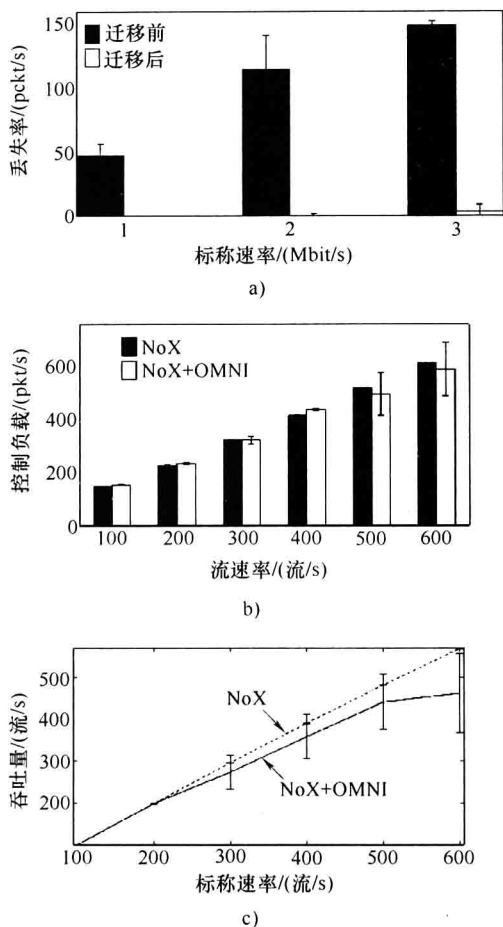 150
100
50
0
丢失率/(pckt/s)
迁移前
迁移后
1 2 3
标称速率/(Mbit/s)
a)
600
400
200
0
控制负载/(pkt/s)
NoX
NoX+OMNI
100 200 300 400 500 600
流速率/(流/s)
b)
500
400
300
200
吞吐量/(流/s)
NoX
NoX+OMNI
100 200 300 400 500 600
标称速率/(流/s)
c)